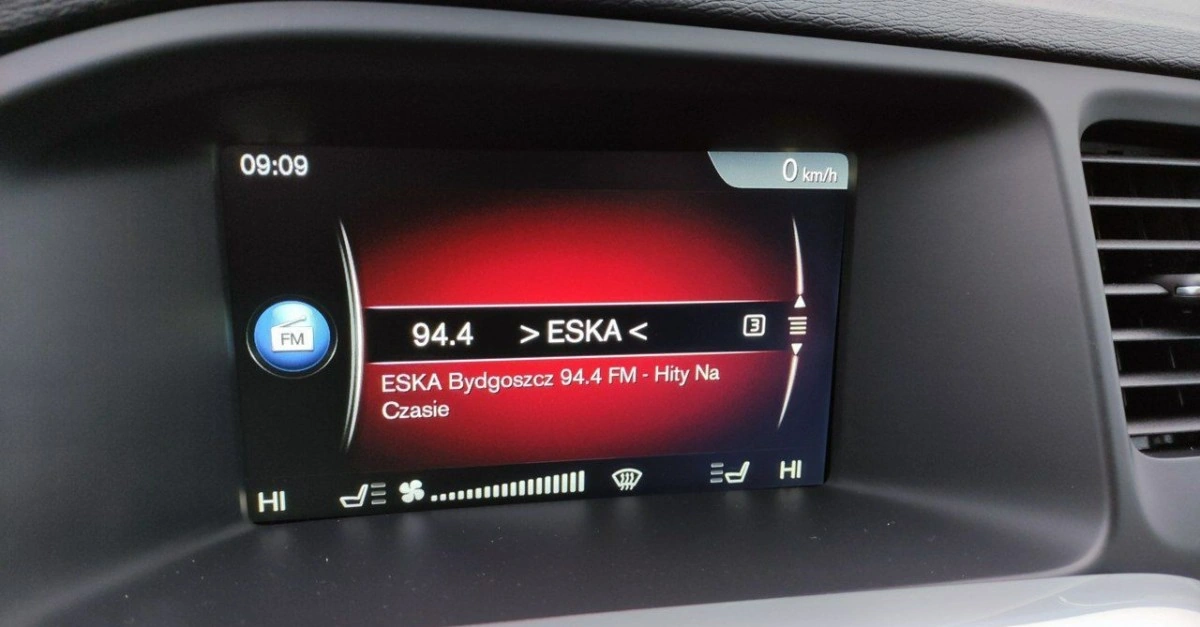 09:09
0 km/h
FM
94.4 > ESKA < 3
ESKA Bydgoszcz 94.4 FM - Hity Na
Czasie
HI HI